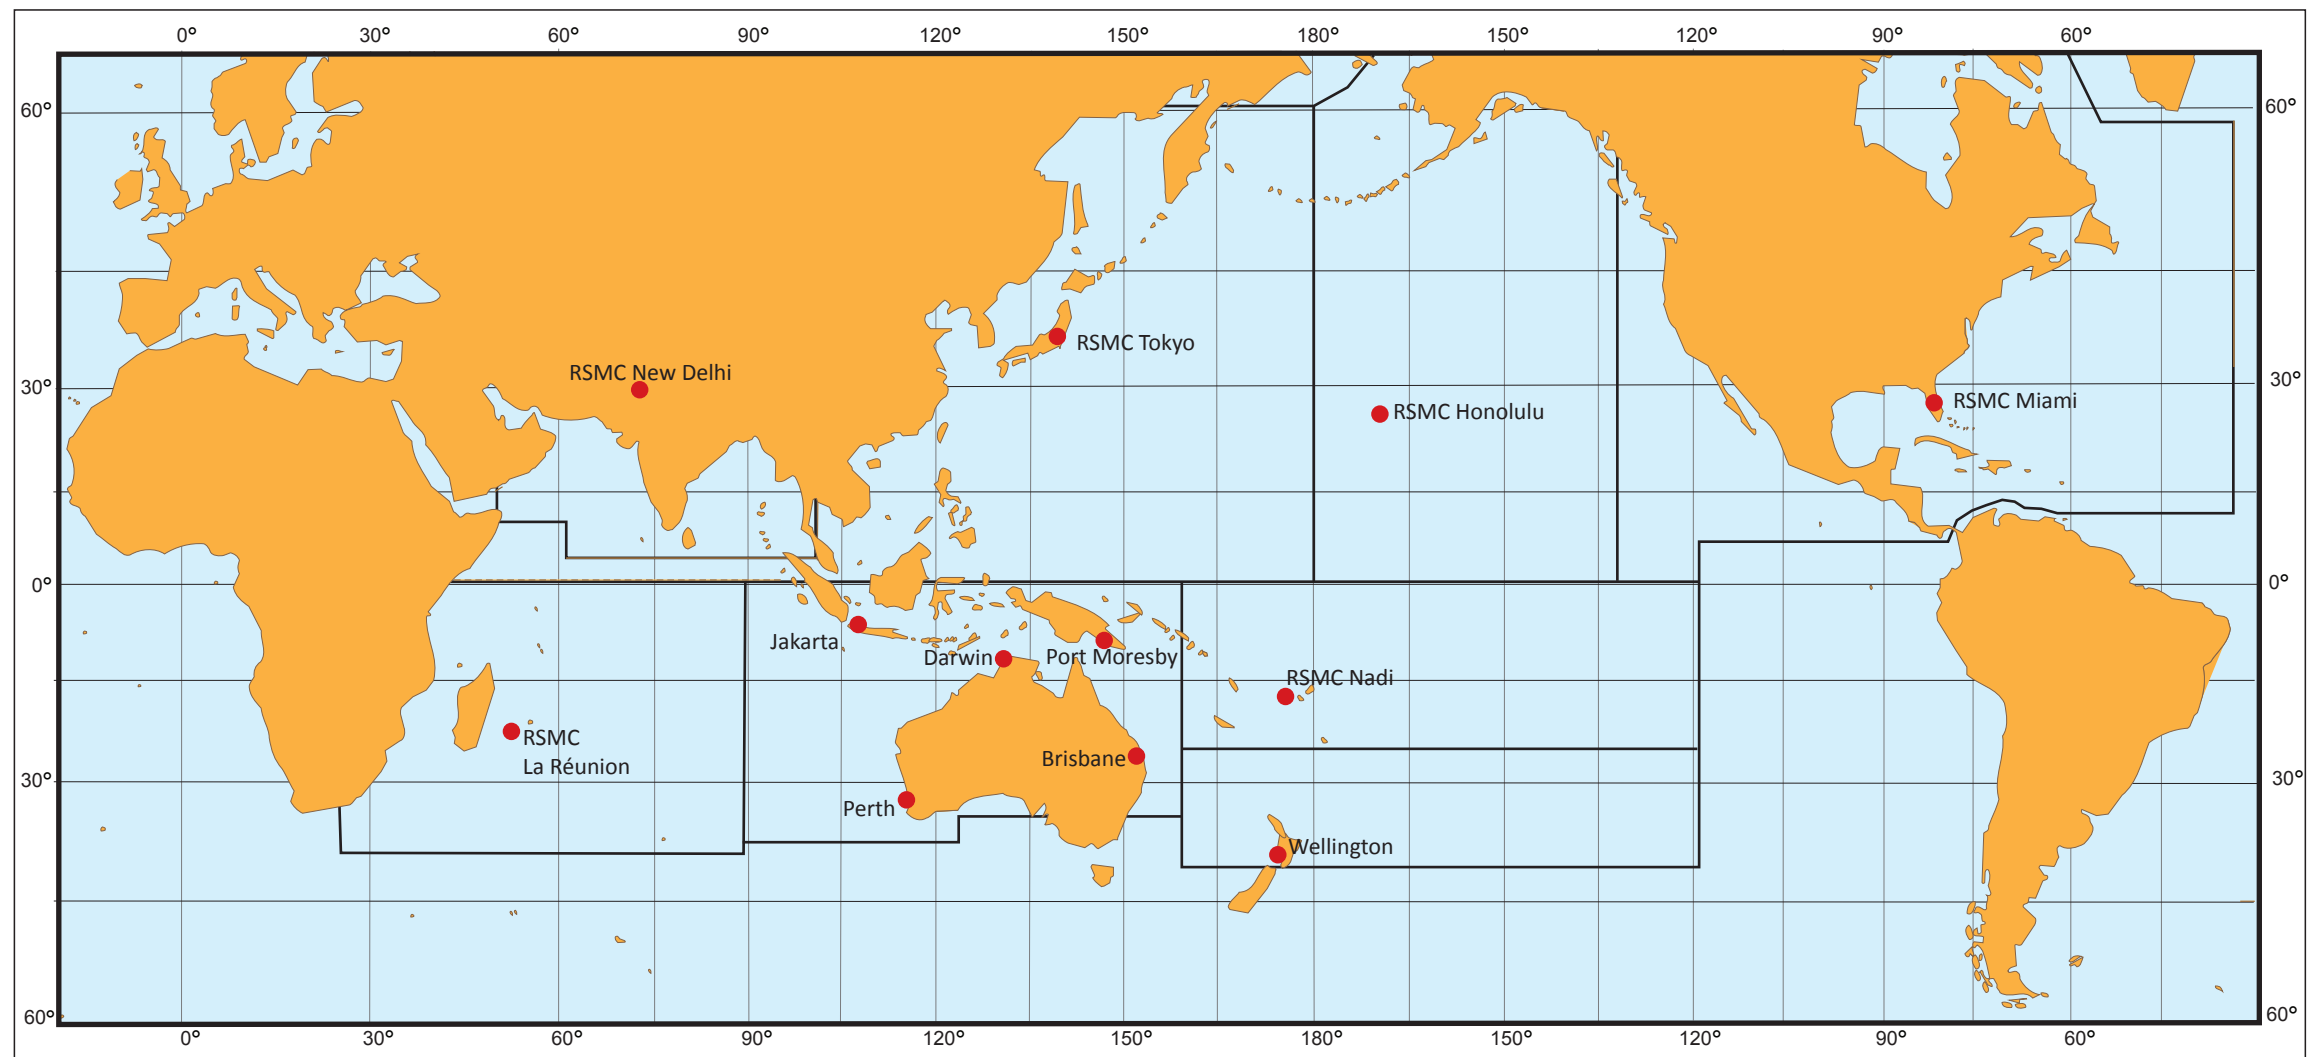 0° 30° 60° 90° 120° 150° 180° 150° 120° 90° 60°
60° 60°
RSMC Tokyo
RSMC New Delhi
30° 30°
RSMC Honolulu
RSMC Miami
0° 0°
Jakarta
Darwin
Port Moresby
RSMC Nadi
RSMC
La Réunion
Brisbane
30° 30°
Perth
Wellington
60° 60°
0° 30° 60° 90° 120° 150° 180° 150° 120° 90° 60°